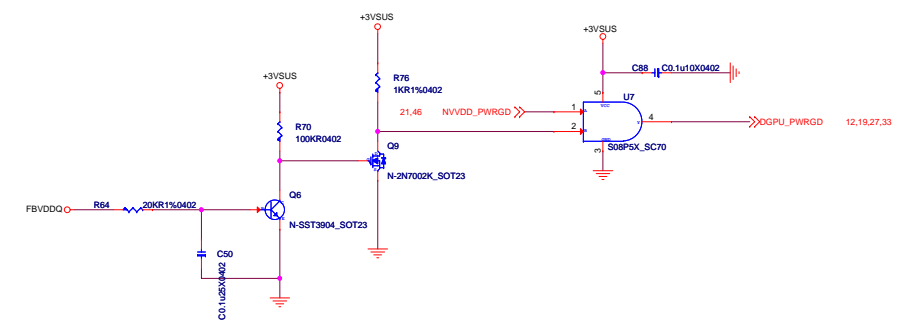 +3VSUS
+3VSUS
C88 C0.1u10X0402
+3VSUS
R76
1KR1%0402
U7
5
VCC
21,46 NVVDD_PWRGD
1
A
R70
100KR0402
2
B
Y
4
DGPU_PWRGD 12,19,27,33
GND
3
S08P5X_SC70
Q9
N-2N7002K_SOT23
Q6
R64 20KR1%0402
FBVDDQ
N-SST3904_SOT23
C50
C0.1u25X0402